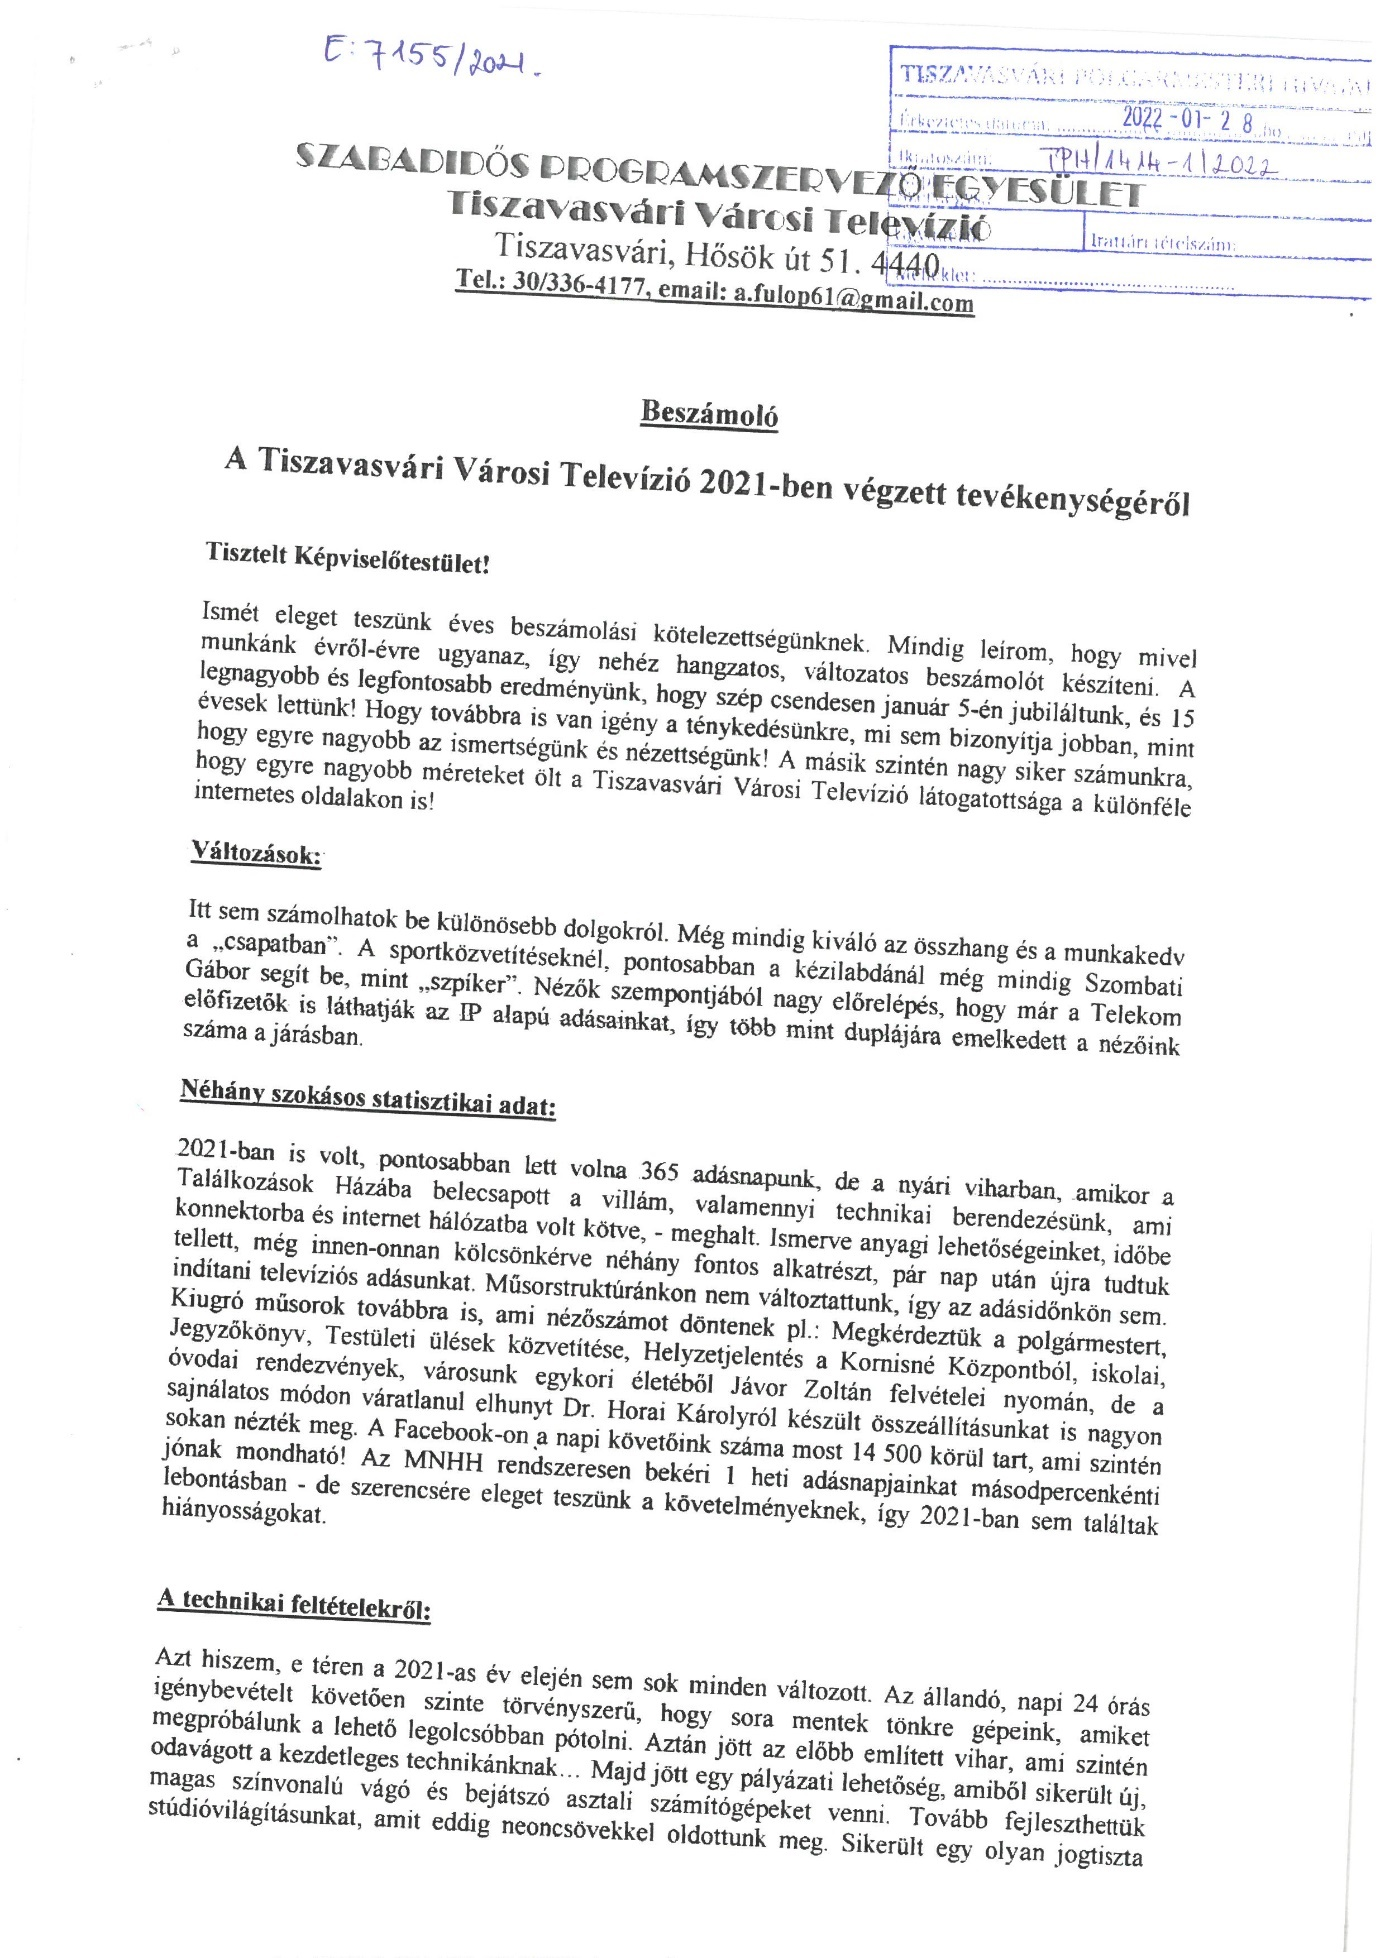 E: 7155/2021.
TISZAVASVÁRI POLGÁRMESTERI HIVATAL
Érkeztetés dátuma: 2022 -01- 2 8
Iktatószám: TPH/1414-1/2022
Irattári tételszám:
SZABADIDŐS PROGRAMSZERVEZŐ EGYESÜLET
Tiszavasvári Városi Televízió
Tiszavasvári, Hősök út 51. 4440
Tel.: 30/336-4177, email: a.fulop61@gmail.com
Beszámoló
A Tiszavasvári Városi Televízió 2021-ben végzett tevékenységéről
Tisztelt Képviselőtestület!
Ismét eleget teszünk éves beszámolási kötelezettségünknek. Mindig leírom, hogy mivel
munkánk évről-évre ugyanaz, így nehéz hangzatos, változatos beszámolót készíteni. A
legnagyobb és legfontosabb eredményünk, hogy szép csendesen január 5-én jubiláltunk, és 15
évesek lettünk! Hogy továbbra is van igény a ténykedésünkre, mi sem bizonyítja jobban, mint
hogy egyre nagyobb az ismertségünk és nézettségünk! A másik szintén nagy siker számunkra,
hogy egyre nagyobb méreteket ölt a Tiszavasvári Városi Televízió látogatottsága a különféle
internetes oldalakon is!
Változások:
Itt sem számolhatok be különösebb dolgokról. Még mindig kiváló az összhang és a munkakedv
a „csapatban”. A sportközvetítéseknél, pontosabban a kézilabdánál még mindig Szombati
Gábor segít be, mint „szpíker”. Nézők szempontjából nagy előrelépés, hogy már a Telekom
előfizetők is láthatják az IP alapú adásainkat, így több mint duplájára emelkedett a nézőink
száma a járásban.
Néhány szokásos statisztikai adat:
2021-ban is volt, pontosabban lett volna 365 adásnapunk, de a nyári viharban, amikor a
Találkozások Házába belecsapott a villám, valamennyi technikai berendezésünk, ami
konnektorba és internet hálózatba volt kötve, - meghalt. Ismerve anyagi lehetőségeinket, időbe
tellett, még innen-onnan kölcsönkérve néhány fontos alkatrészt, pár nap után újra tudtuk
indítani televíziós adásunkat. Műsorstruktúránkon nem változtattunk, így az adásidőnkön sem.
Kiugró műsorok továbbra is, ami nézőszámot döntenek pl.: Megkérdeztük a polgármestert,
Jegyzőkönyv, Testületi ülések közvetítése, Helyzetjelentés a Kornisné Központból, iskolai,
óvodai rendezvények, városunk egykori életéből Jávor Zoltán felvételei nyomán, de a
sajnálatos módon váratlanul elhunyt Dr. Horai Károlyról készült összeállításunkat is nagyon
sokan nézték meg. A Facebook-on a napi követőink száma most 14 500 körül tart, ami szintén
jónak mondható! Az MNHH rendszeresen bekéri 1 heti adásnapjainkat másodpercenkénti
lebontásban - de szerencsére eleget teszünk a követelményeknek, így 2021-ban sem találtak
hiányosságokat.
A technikai feltételekről:
Azt hiszem, e téren a 2021-as év elején sem sok minden változott. Az állandó, napi 24 órás
igénybevételt követően szinte törvényszerű, hogy sora mentek tönkre gépeink, amiket
megpróbálunk a lehető legolcsóbban pótolni. Aztán jött az előbb említett vihar, ami szintén
odavágott a kezdetleges technikánknak... Majd jött egy pályázati lehetőség, amiből sikerült új,
magas színvonalú vágó és bejátszó asztali számítógépeket venni. Tovább fejleszthettük
stúdióvilágításunkat, amit eddig neoncsövekkel oldottunk meg. Sikerült egy olyan jogtiszta